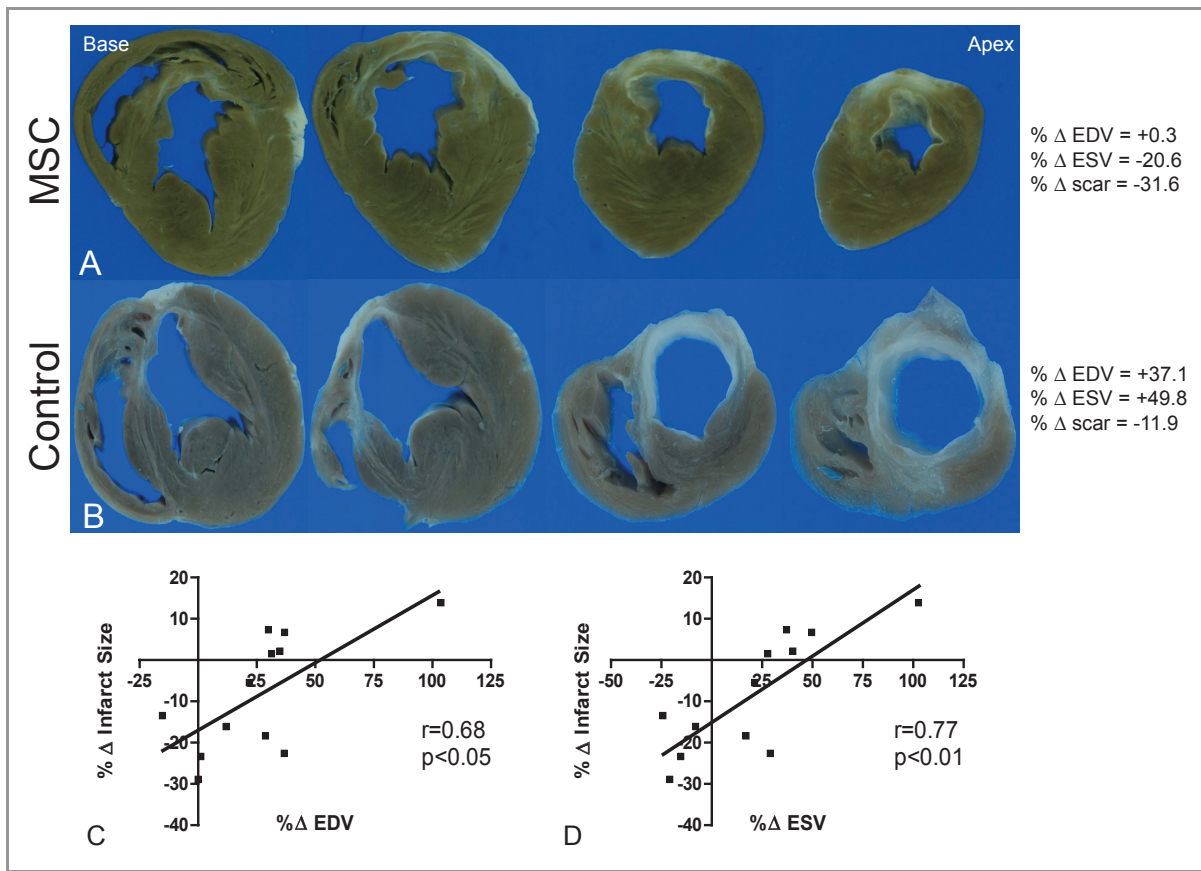 Base
Apex
MSC
A
% Δ EDV = +0.3
% Δ ESV = -20.6
% Δ scar = -31.6
Control
B
% Δ EDV = +37.1
% Δ ESV = +49.8
% Δ scar = -11.9
% Δ Infarct Size
20
10
0
-10
-20
-30
-40
-25
25
50
75
100
125
r=0.68
p<0.05
%Δ EDV
C
% Δ Infarct Size
20
10
0
-10
-20
-30
-40
-50
-25
25
50
75
100
125
r=0.77
p<0.01
%Δ ESV
D